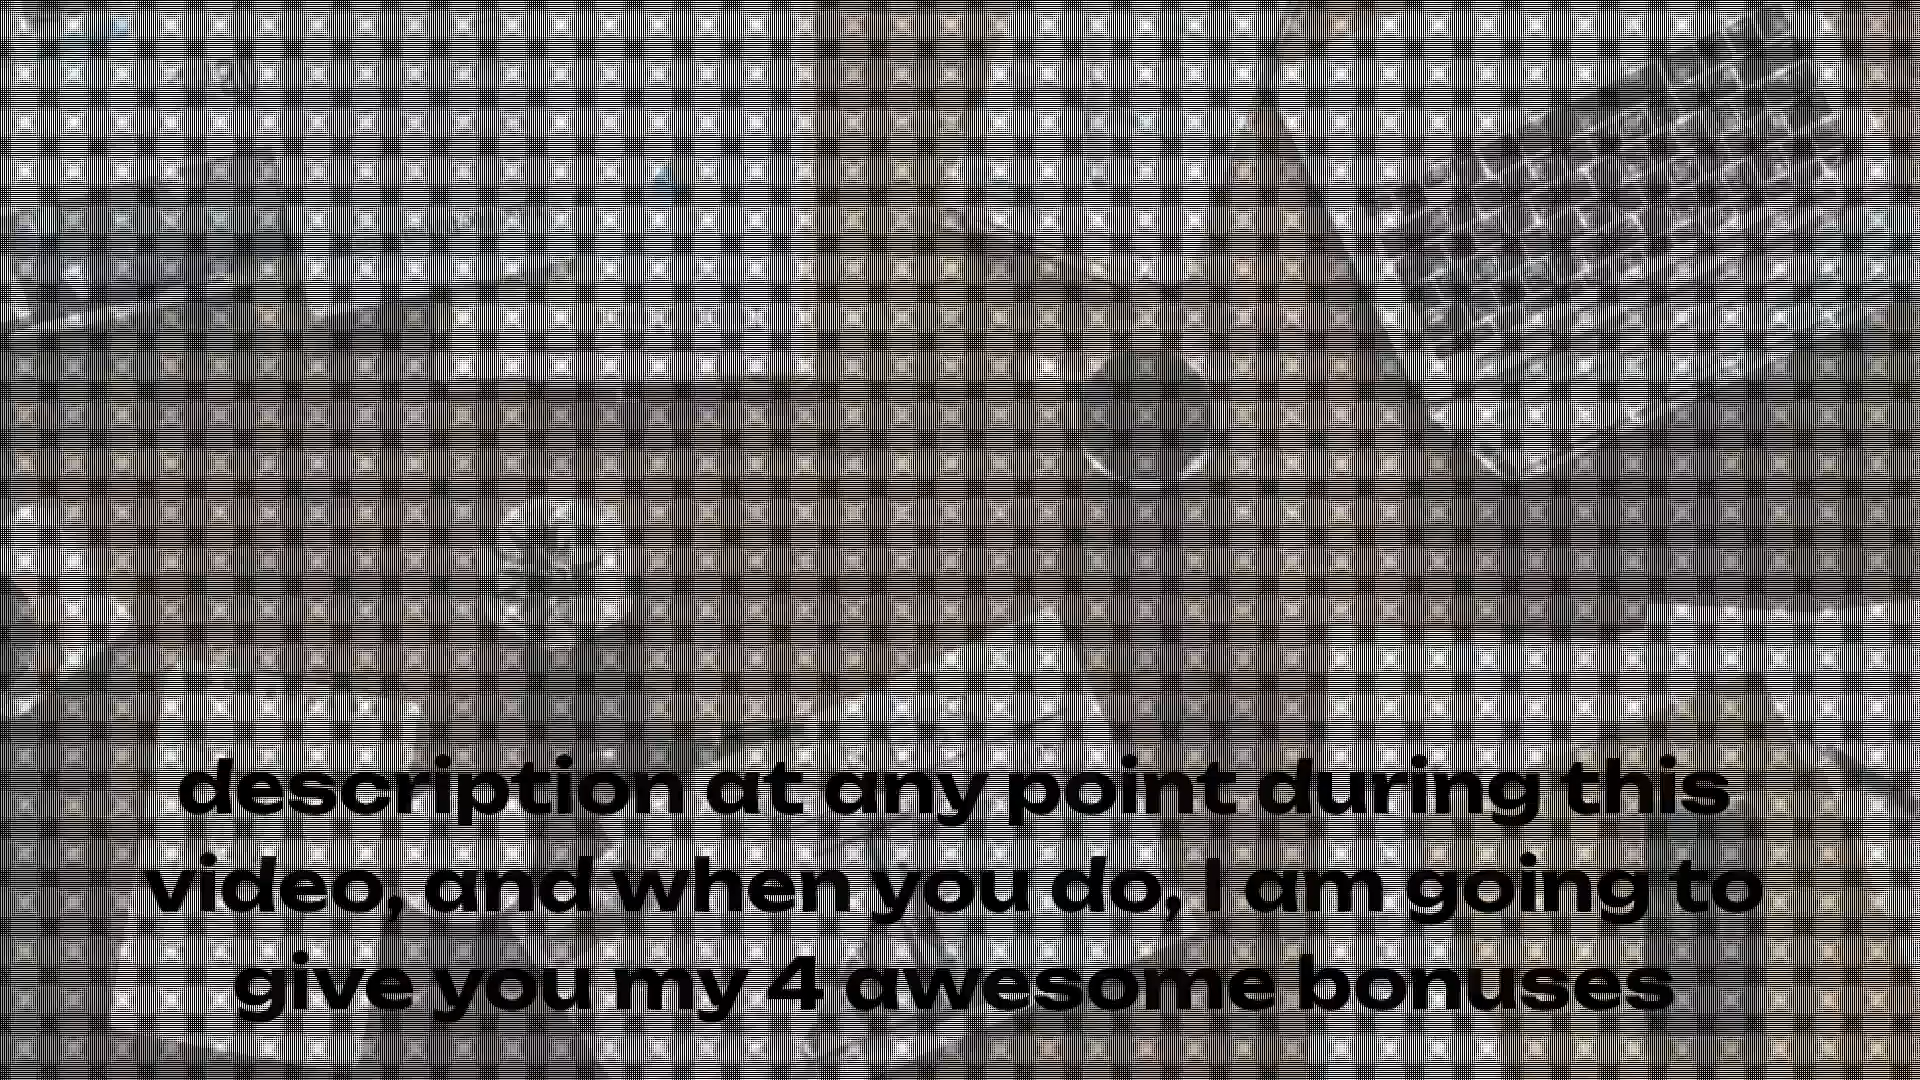 description at any point during this
video, and when you do, I am going to
give you my 4 awesome bonuses